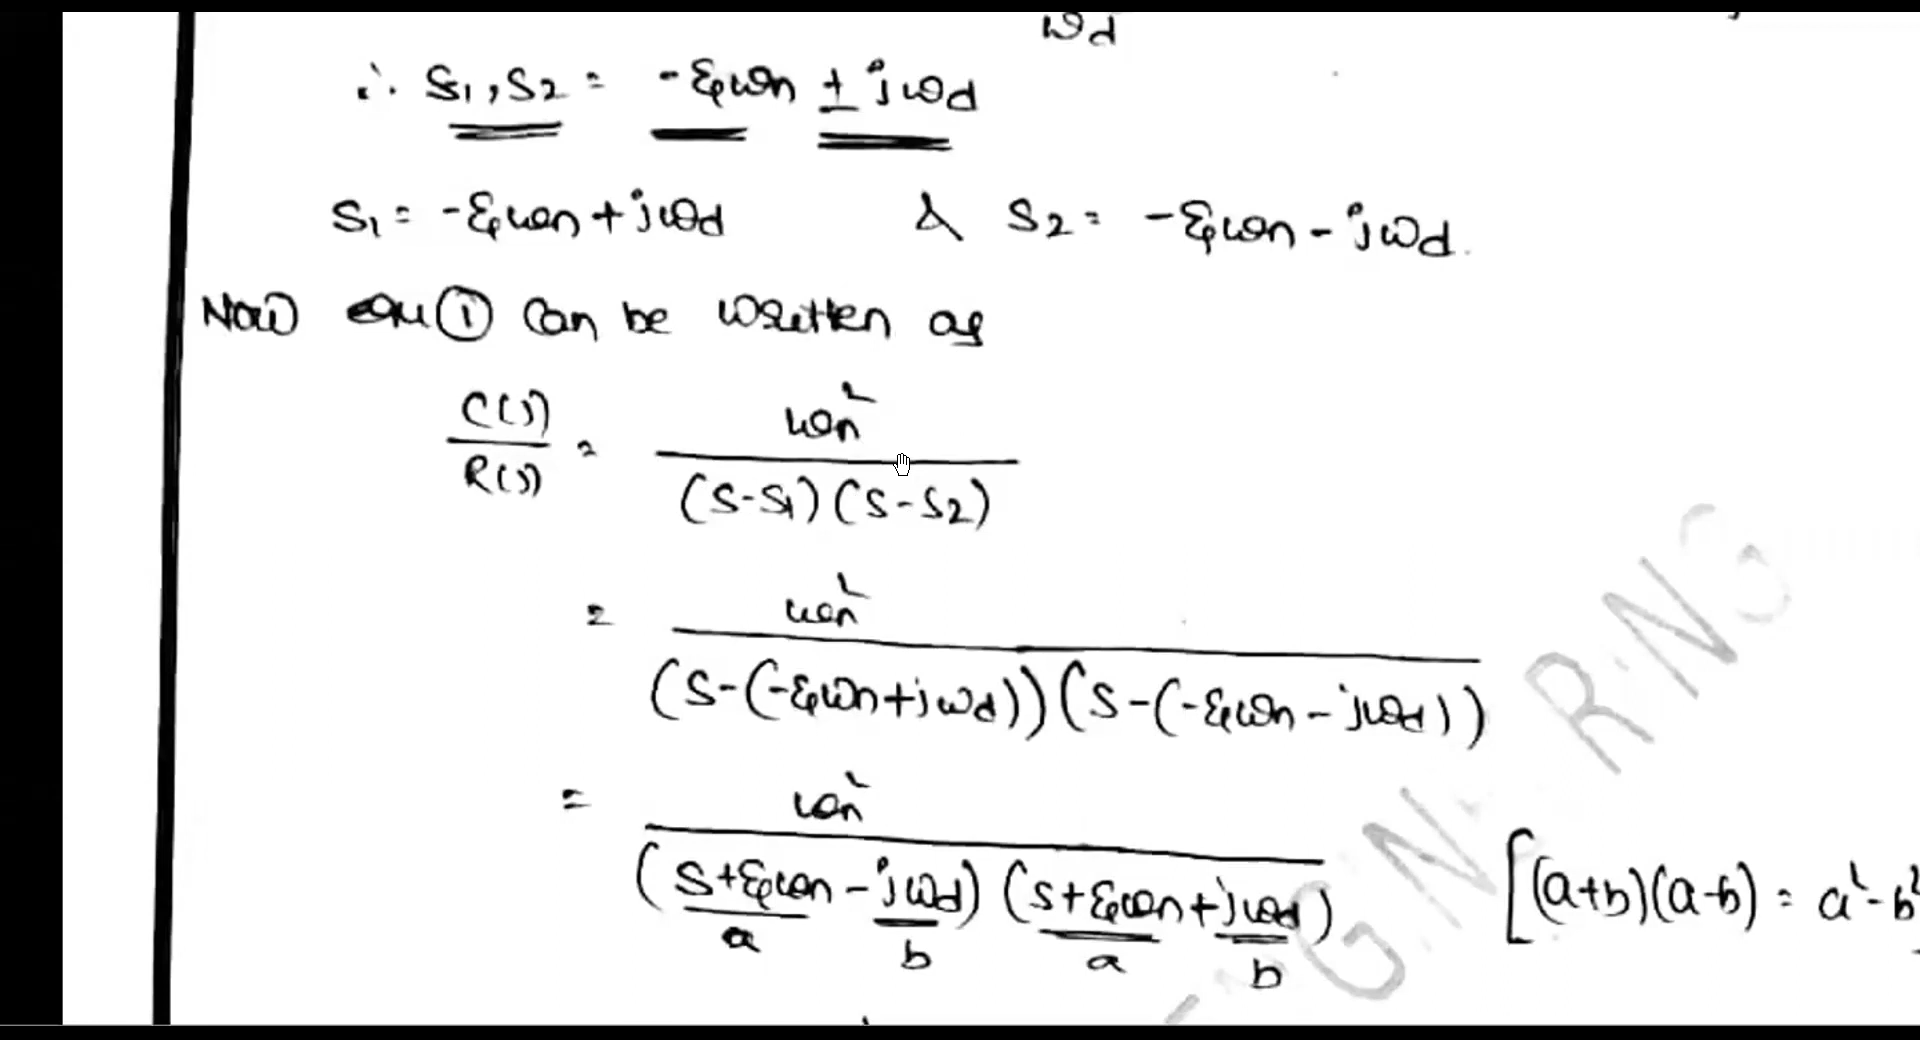 ωd
∴ S1, S2 = -ξωn ± jωd
S1 = -ξωn + jωd & S2 = -ξωn - jωd.
Now equ ① can be written as
C(s)/R(s) = ωn² / (S-S1)(S-S2)
= ωn² / (S-(-ξωn+jωd))(S-(-ξωn-jωd))
= ωn² / (S+ξωn-jωd)(S+ξωn+jωd) [(a+b)(a-b) = a²-b²
a b a b